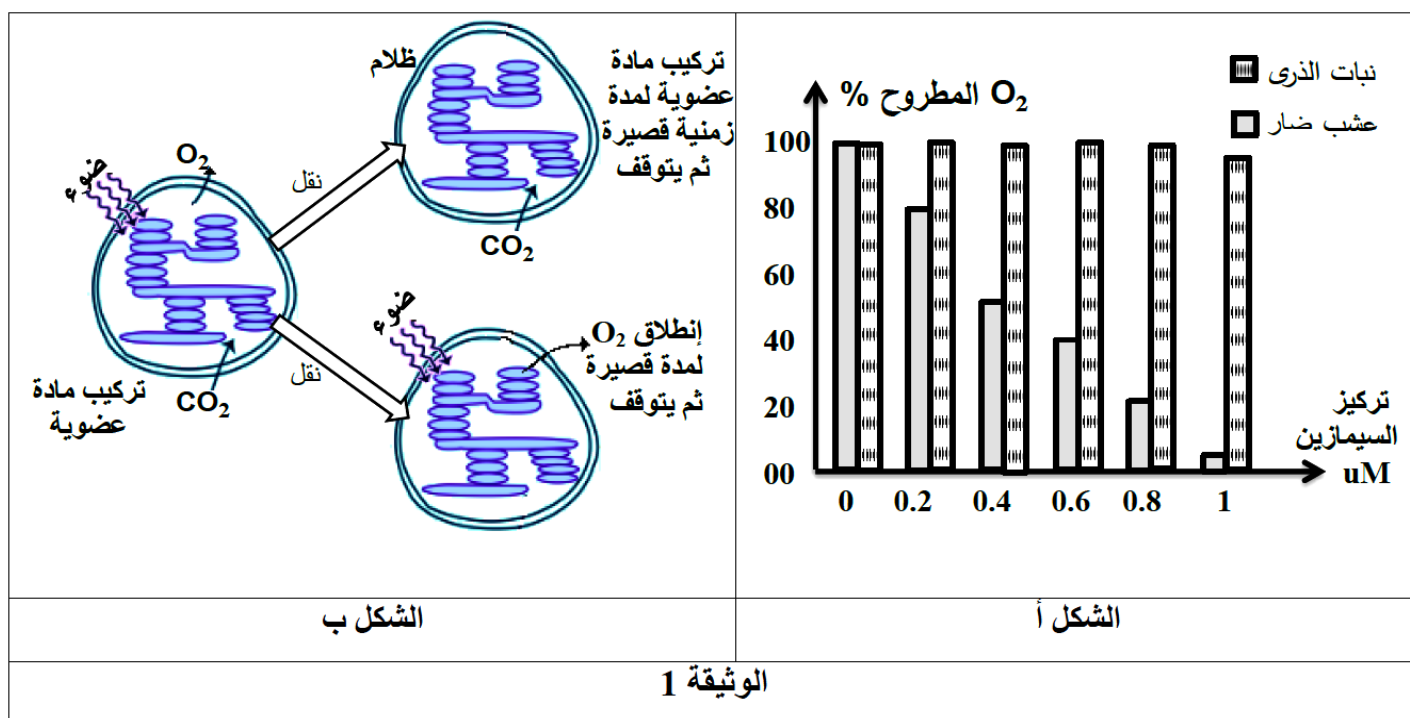 نبات الذرى
عشب ضار
% المطروح O₂
100
80
60
40
20
00
0 0.2 0.4 0.6 0.8 1
تركيز
السيمازين
uM
الشكل أ
ظلام
تركيب مادة
عضوية لمدة
زمنية قصيرة
ثم يتوقف
CO₂
نقل
O₂
ضوء
CO₂
تركيب مادة
عضوية
نقل
ضوء
إنطلاق O₂
لمدة قصيرة
ثم يتوقف
الشكل ب
الوثيقة 1